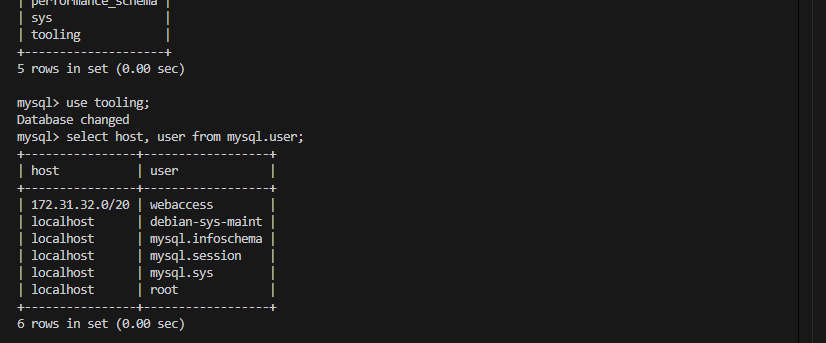 | performance_schema |
| sys                |
| tooling            |
+--------------------+
5 rows in set (0.00 sec)
mysql> use tooling;
Database changed
mysql> select host, user from mysql.user;
+----------------+------------------+
| host           | user             |
+----------------+------------------+
| 172.31.32.0/20 | webaccess        |
| localhost      | debian-sys-maint |
| localhost      | mysql.infoschema |
| localhost      | mysql.session    |
| localhost      | mysql.sys        |
| localhost      | root             |
+----------------+------------------+
6 rows in set (0.00 sec)